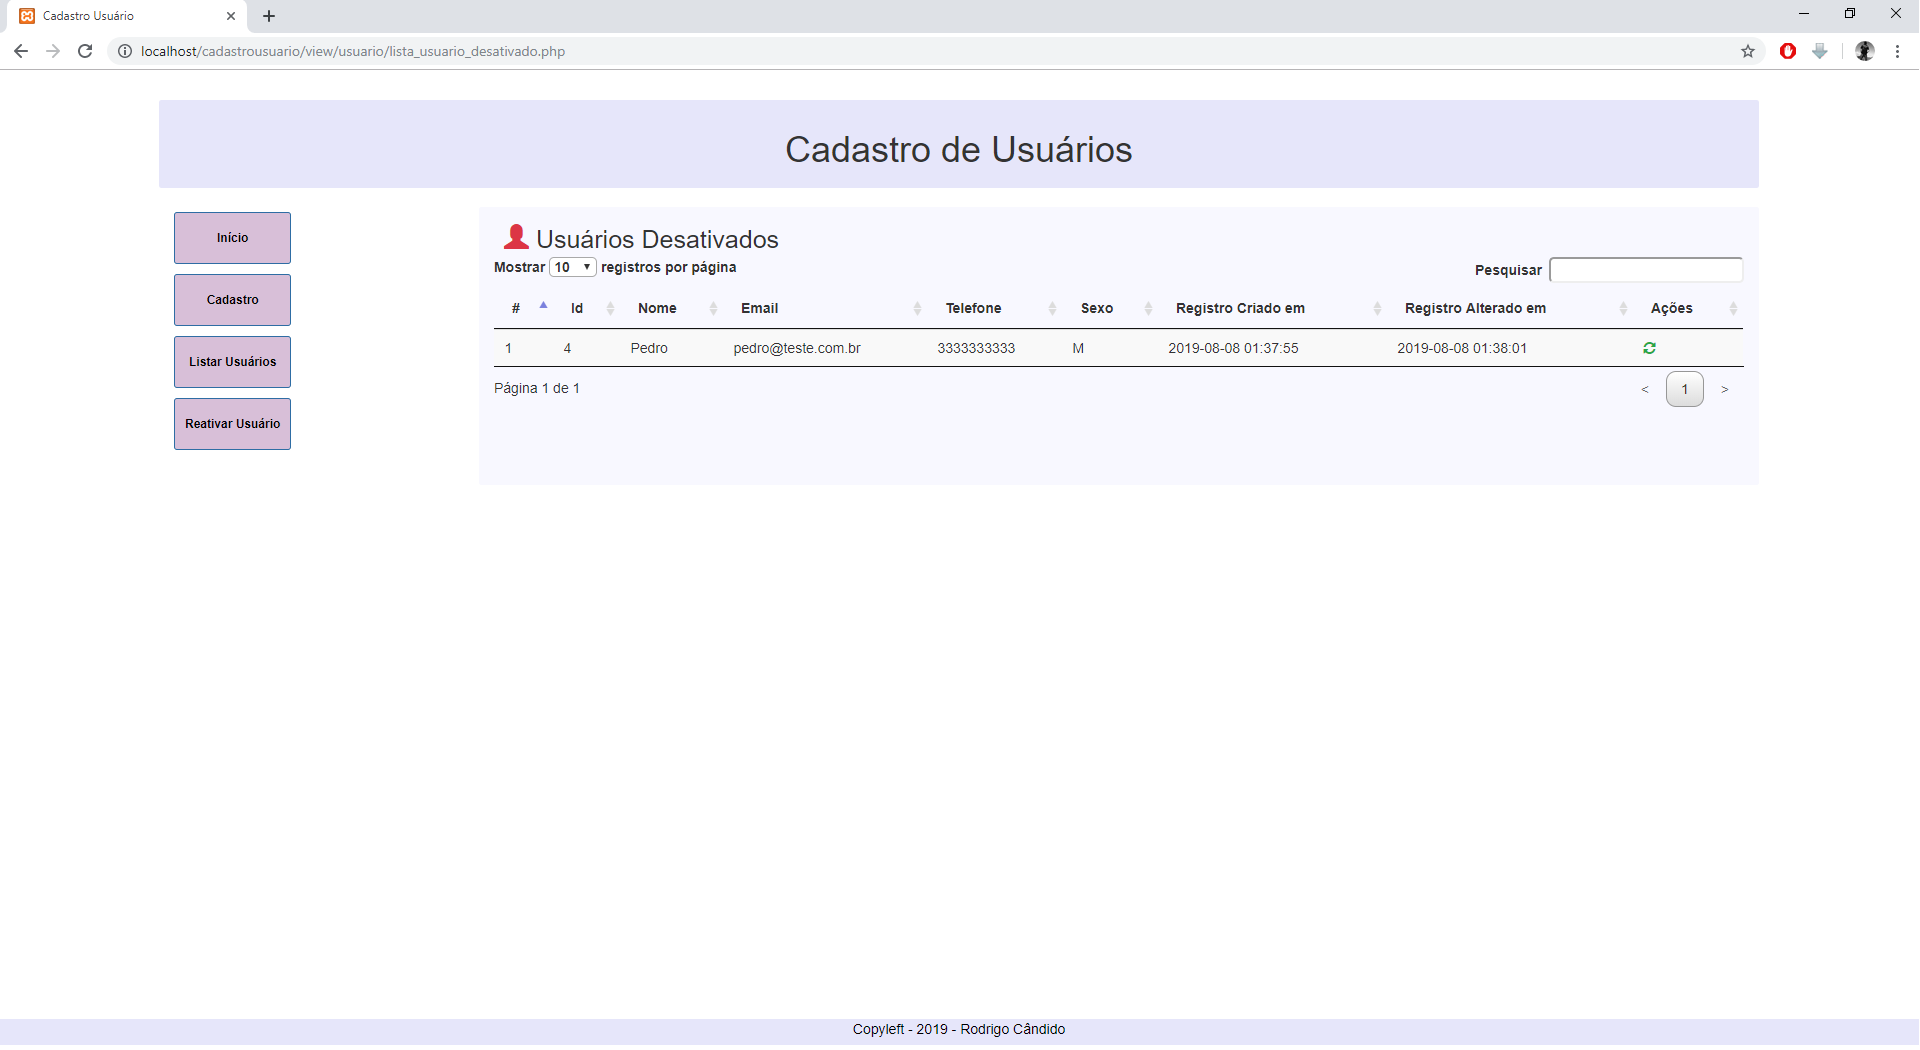 Cadastro Usuário
localhost/cadastrousuario/view/usuario/lista_usuario_desativado.php
Cadastro de Usuários
Início
Cadastro
Listar Usuários
Reativar Usuário
Usuários Desativados
Mostrar 10 registros por página
Pesquisar
# Id Nome Email Telefone Sexo Registro Criado em Registro Alterado em Ações
1 4 Pedro pedro@teste.com.br 3333333333 M 2019-08-08 01:37:55 2019-08-08 01:38:01
Página 1 de 1
< 1 >
Copyleft - 2019 - Rodrigo Cândido